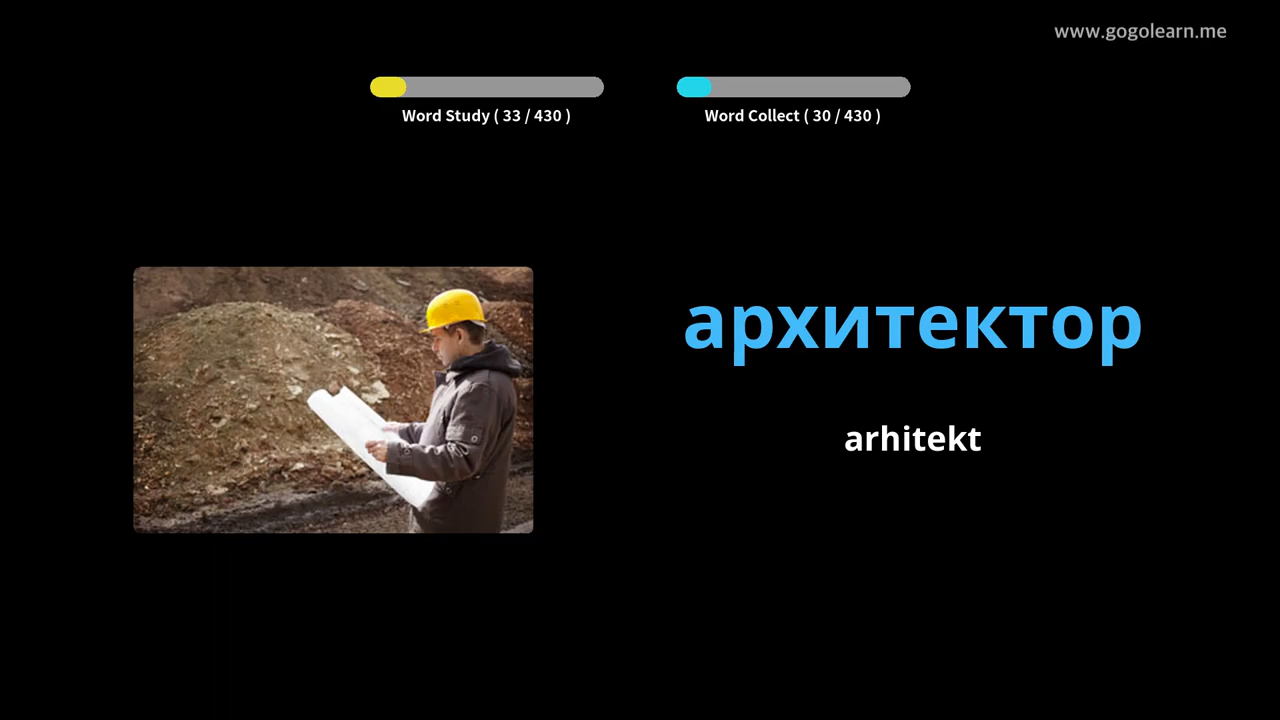 www.gogolearn.me
Word Study ( 33 / 430 )
Word Collect ( 30 / 430 )
архитектор
arhitekt